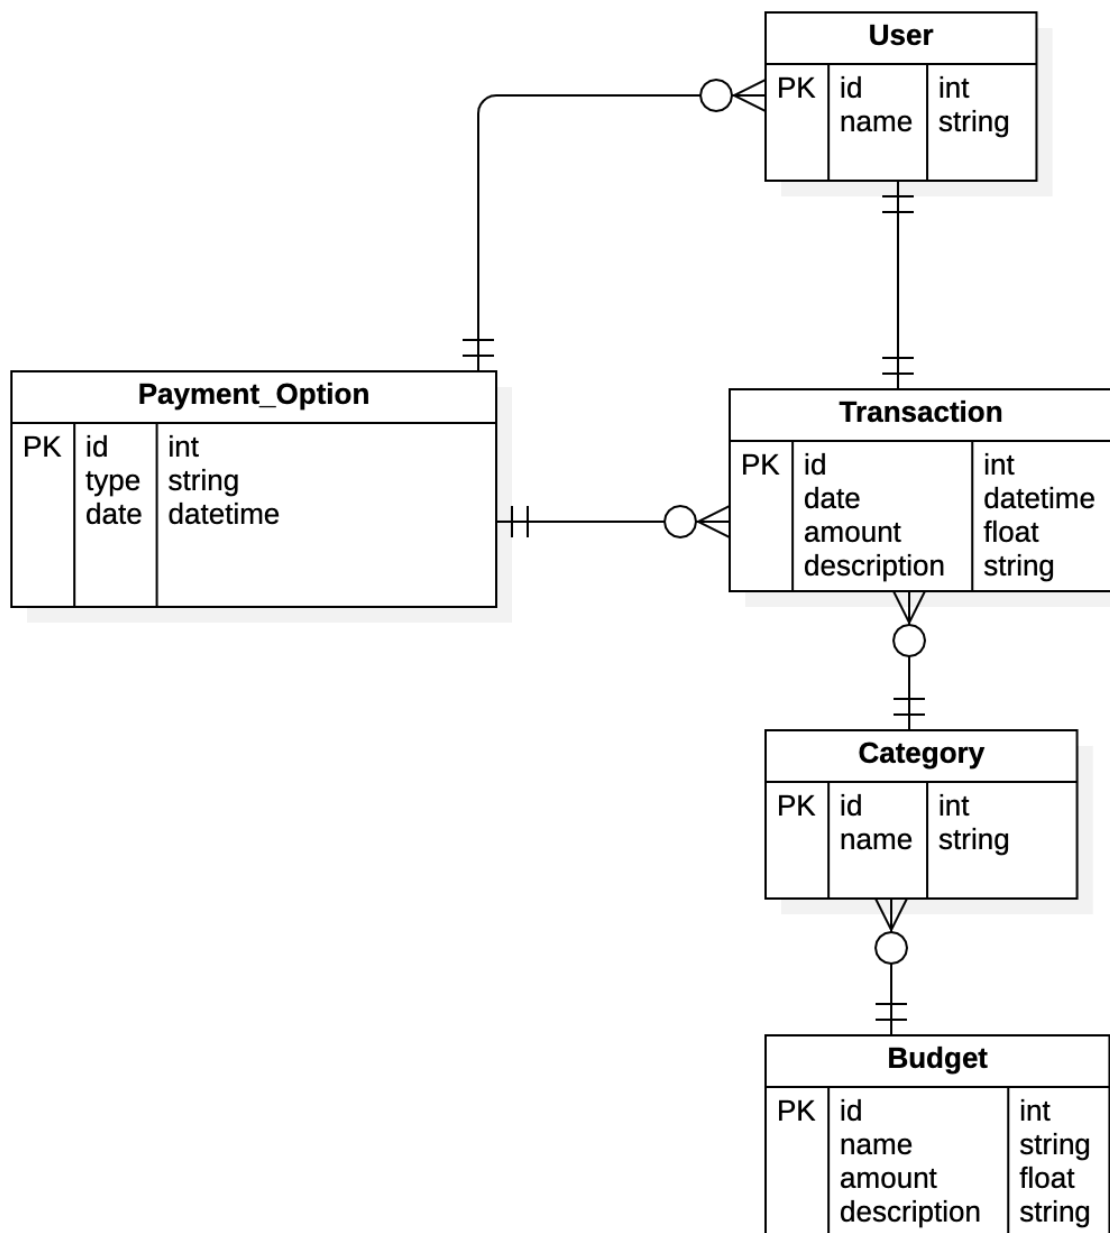 User
PK id int
name string
Payment_Option
PK id int
type string
date datetime
Transaction
PK id int
date datetime
amount float
description string
Category
PK id int
name string
Budget
PK id int
name string
amount float
description string